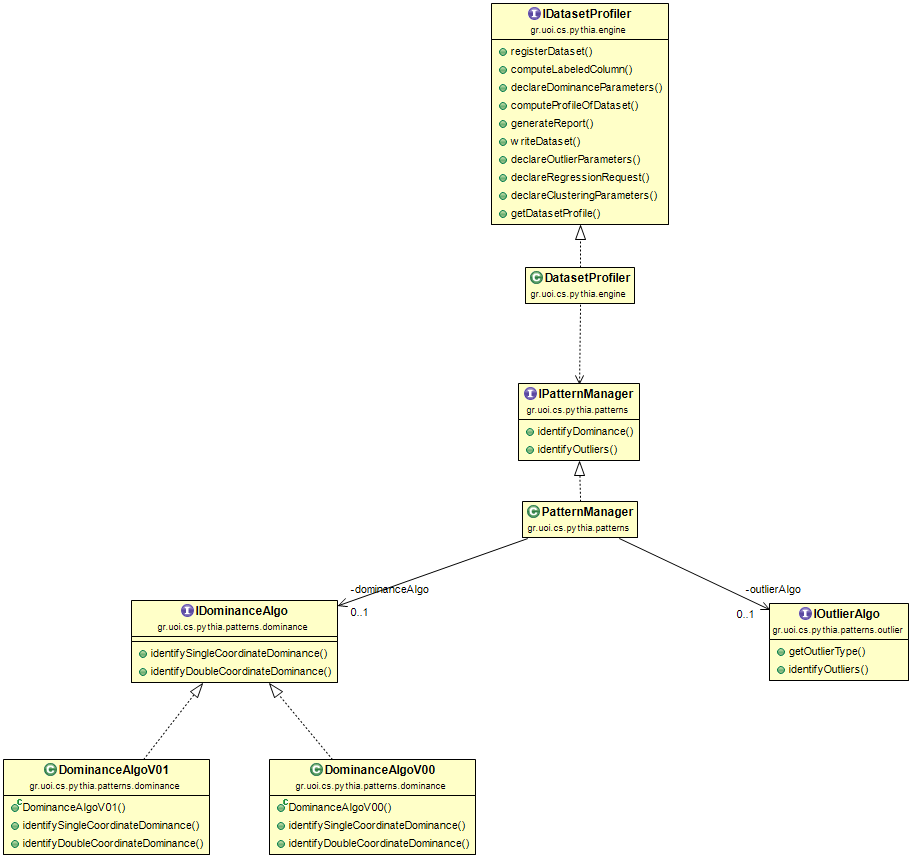 IDatasetProfiler
gr.uoi.cs.pythia.engine
registerDataset()
computeLabeledColumn()
declareDominanceParameters()
computeProfileOfDataset()
generateReport()
writeDataset()
declareOutlierParameters()
declareRegressionRequest()
declareClusteringParameters()
getDatasetProfile()
DatasetProfiler
gr.uoi.cs.pythia.engine
IPatternManager
gr.uoi.cs.pythia.patterns
identifyDominance()
identifyOutliers()
PatternManager
gr.uoi.cs.pythia.patterns
-dominanceAlgo
0..1
-outlierAlgo
0..1
IDominanceAlgo
gr.uoi.cs.pythia.patterns.dominance
identifySingleCoordinateDominance()
identifyDoubleCoordinateDominance()
IOutlierAlgo
gr.uoi.cs.pythia.patterns.outlier
getOutlierType()
identifyOutliers()
DominanceAlgoV01
gr.uoi.cs.pythia.patterns.dominance
DominanceAlgoV01()
identifySingleCoordinateDominance()
identifyDoubleCoordinateDominance()
DominanceAlgoV00
gr.uoi.cs.pythia.patterns.dominance
DominanceAlgoV00()
identifySingleCoordinateDominance()
identifyDoubleCoordinateDominance()